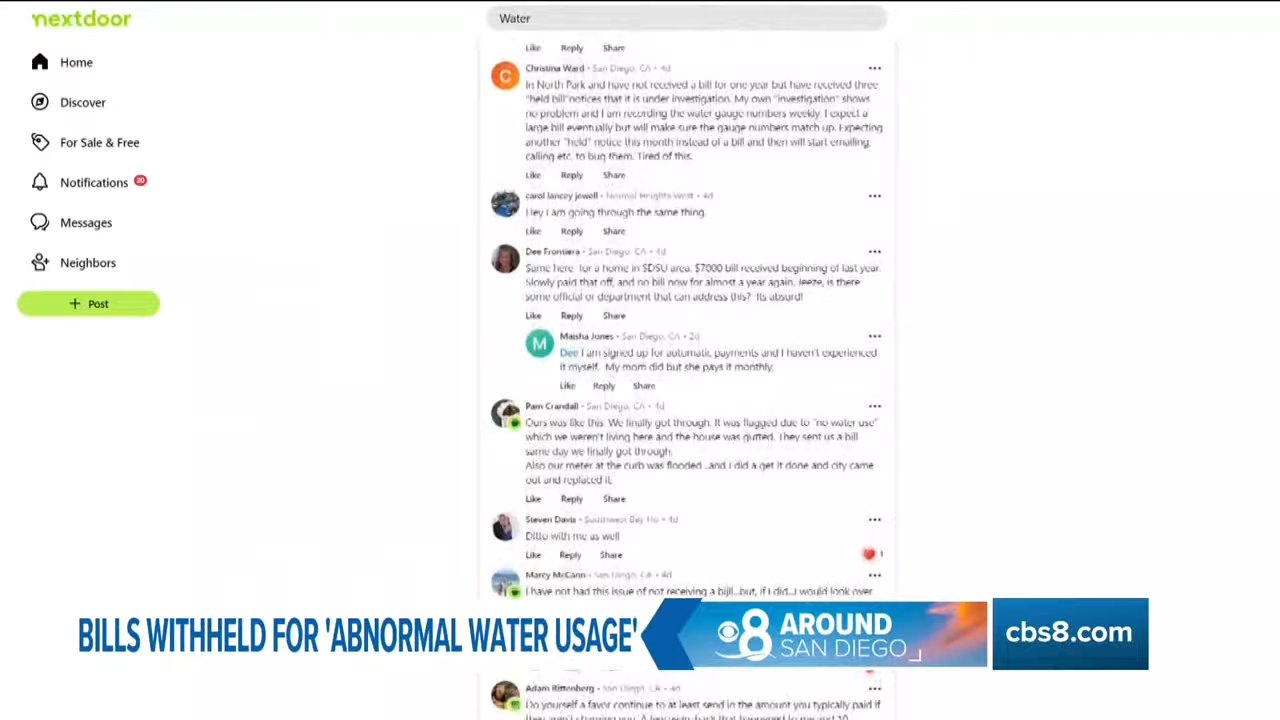 nextdoor
Water
Home
Discover
For Sale & Free
Notifications 20
Messages
Neighbors
+ Post
Like Reply Share
Christina Ward • San Diego, CA • 4d
In North Park and have not received a bill for one year but have received three
"held bill"notices that it is under investigation. My own "investigation" shows
no problem and I am recording the water gauge numbers weekly. I expect a
large bill eventually but will make sure the gauge numbers match up. Expecting
another "held" notice this month instead of a bill and then will start emailing,
calling etc. to bug them. Tired of this.
Like Reply Share
carol lancey jewell • Normal Heights West • 4d
Hey I am going through the same thing.
Like Reply Share
Dee Frontiera • San Diego, CA • 4d
Same here for a home in SDSU area. $7000 bill received beginning of last year.
Slowly paid that off, and no bill now for almost a year again. Jeeze, is there
some official or department that can address this? Its absurd!
Like Reply Share
M
Maisha Jones • San Diego, CA • 2d
Dee I am signed up for automatic payments and I haven't experienced
it myself. My mom did but she pays it monthly.
Like Reply Share
Pam Crandall • San Diego, CA • 4d
Ours was like this. We finally got through. It was flagged due to "no water use"
which we weren't living here and the house was gutted. They sent us a bill
same day we finally got through.
Also our meter at the curb was flooded ..and i did a get it done and city came
out and replaced it.
Like Reply Share
Steven Davis • Southwest Bay Ho • 4d
Ditto with me as well
Like Reply Share
1
Marcy McCann • San Diego, CA • 4d
I have not had this issue of not receiving a bill...but, if I did...I would look over
BILLS WITHHELD FOR 'ABNORMAL WATER USAGE'
8 AROUND
SAN DIEGO
cbs8.com
Adam Rittenberg • San Diego, CA • 4d
Do yourself a favor continue to at least send in the amount you typically paid if